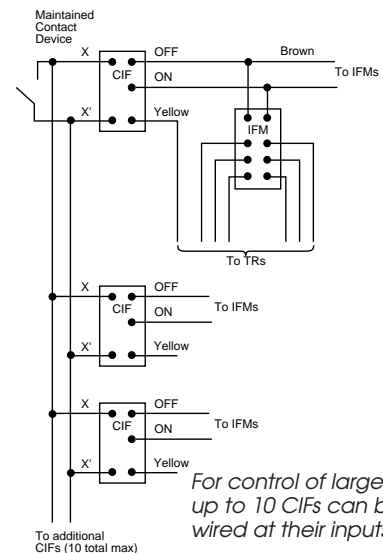 Maintained
Contact
Device
X
OFF
Brown
CIF
ON
To IFMs
X'
Yellow
IFM
To TRs
X
OFF
CIF
ON
To IFMs
X'
Yellow
X
OFF
CIF
ON
To IFMs
X'
Yellow
For control of large
up to 10 CIFs can b
wired at their inputs
To additional
CIFs (10 total max)